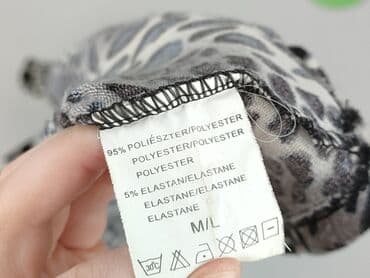 95% POLIÉSZTER/POLYESTER
POLYESTER/POLYESTER
POLYESTER
5% ELASTAN/ELASTANE
ELASTANE/ELASTANE
ELASTANE
M/L